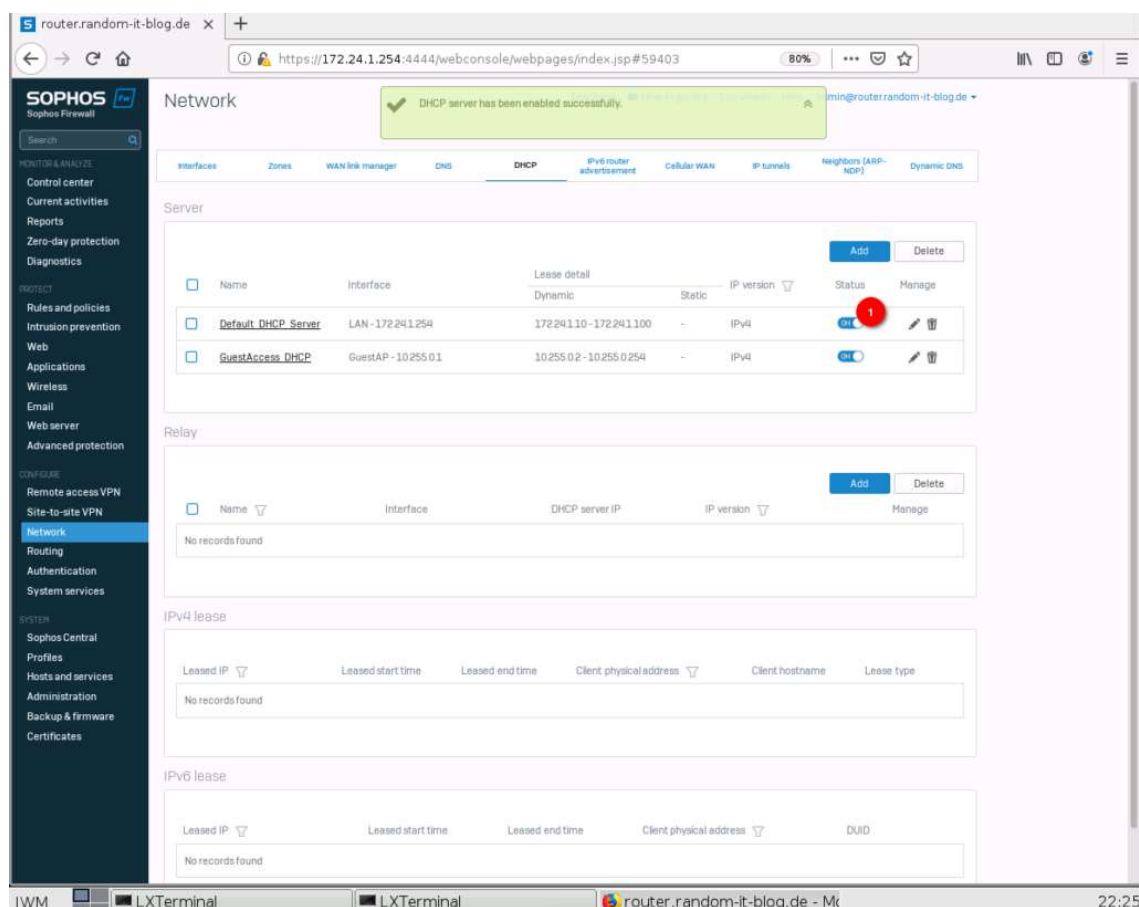 router.random-it-blog.de
https://172.24.1.254:4444/webconsole/webpages/index.jsp#59403
80%
SOPHOS
FW
Sophos Firewall
Search
MONITOR & ANALYZE
Control center
Current activities
Reports
Zero-day protection
Diagnostics
PROTECT
Rules and policies
Intrusion prevention
Web
Applications
Wireless
Email
Web server
Advanced protection
CONFIGURE
Remote access VPN
Site-to-site VPN
Network
Routing
Authentication
System services
SYSTEM
Sophos Central
Profiles
Hosts and services
Administration
Backup & firmware
Certificates
Network
DHCP server has been enabled successfully.
min@router.random-it-blog.de
Interfaces
Zones
WAN link manager
DNS
DHCP
IPv6 router
advertisement
Cellular WAN
IP tunnels
Neighbors (ARP-
NDP)
Dynamic DNS
Server
Add Delete
Name Interface Lease detail IP version Status Manage
Dynamic Static
Default DHCP Server LAN - 172.24.1.254 172.24.1.10 - 172.24.1.100 - IPv4 ON
1
GuestAccess DHCP GuestAP - 10.255.0.1 10.255.0.2 - 10.255.0.254 - IPv4 ON
Relay
Add Delete
Name Interface DHCP server IP IP version Manage
No records found
IPv4 lease
Leased IP Leased start time Leased end time Client physical address Client hostname Lease type
No records found
IPv6 lease
Leased IP Leased start time Leased end time Client physical address DUID
No records found
LXTerminal LXTerminal router.random-it-blog.de - Mo 22:25